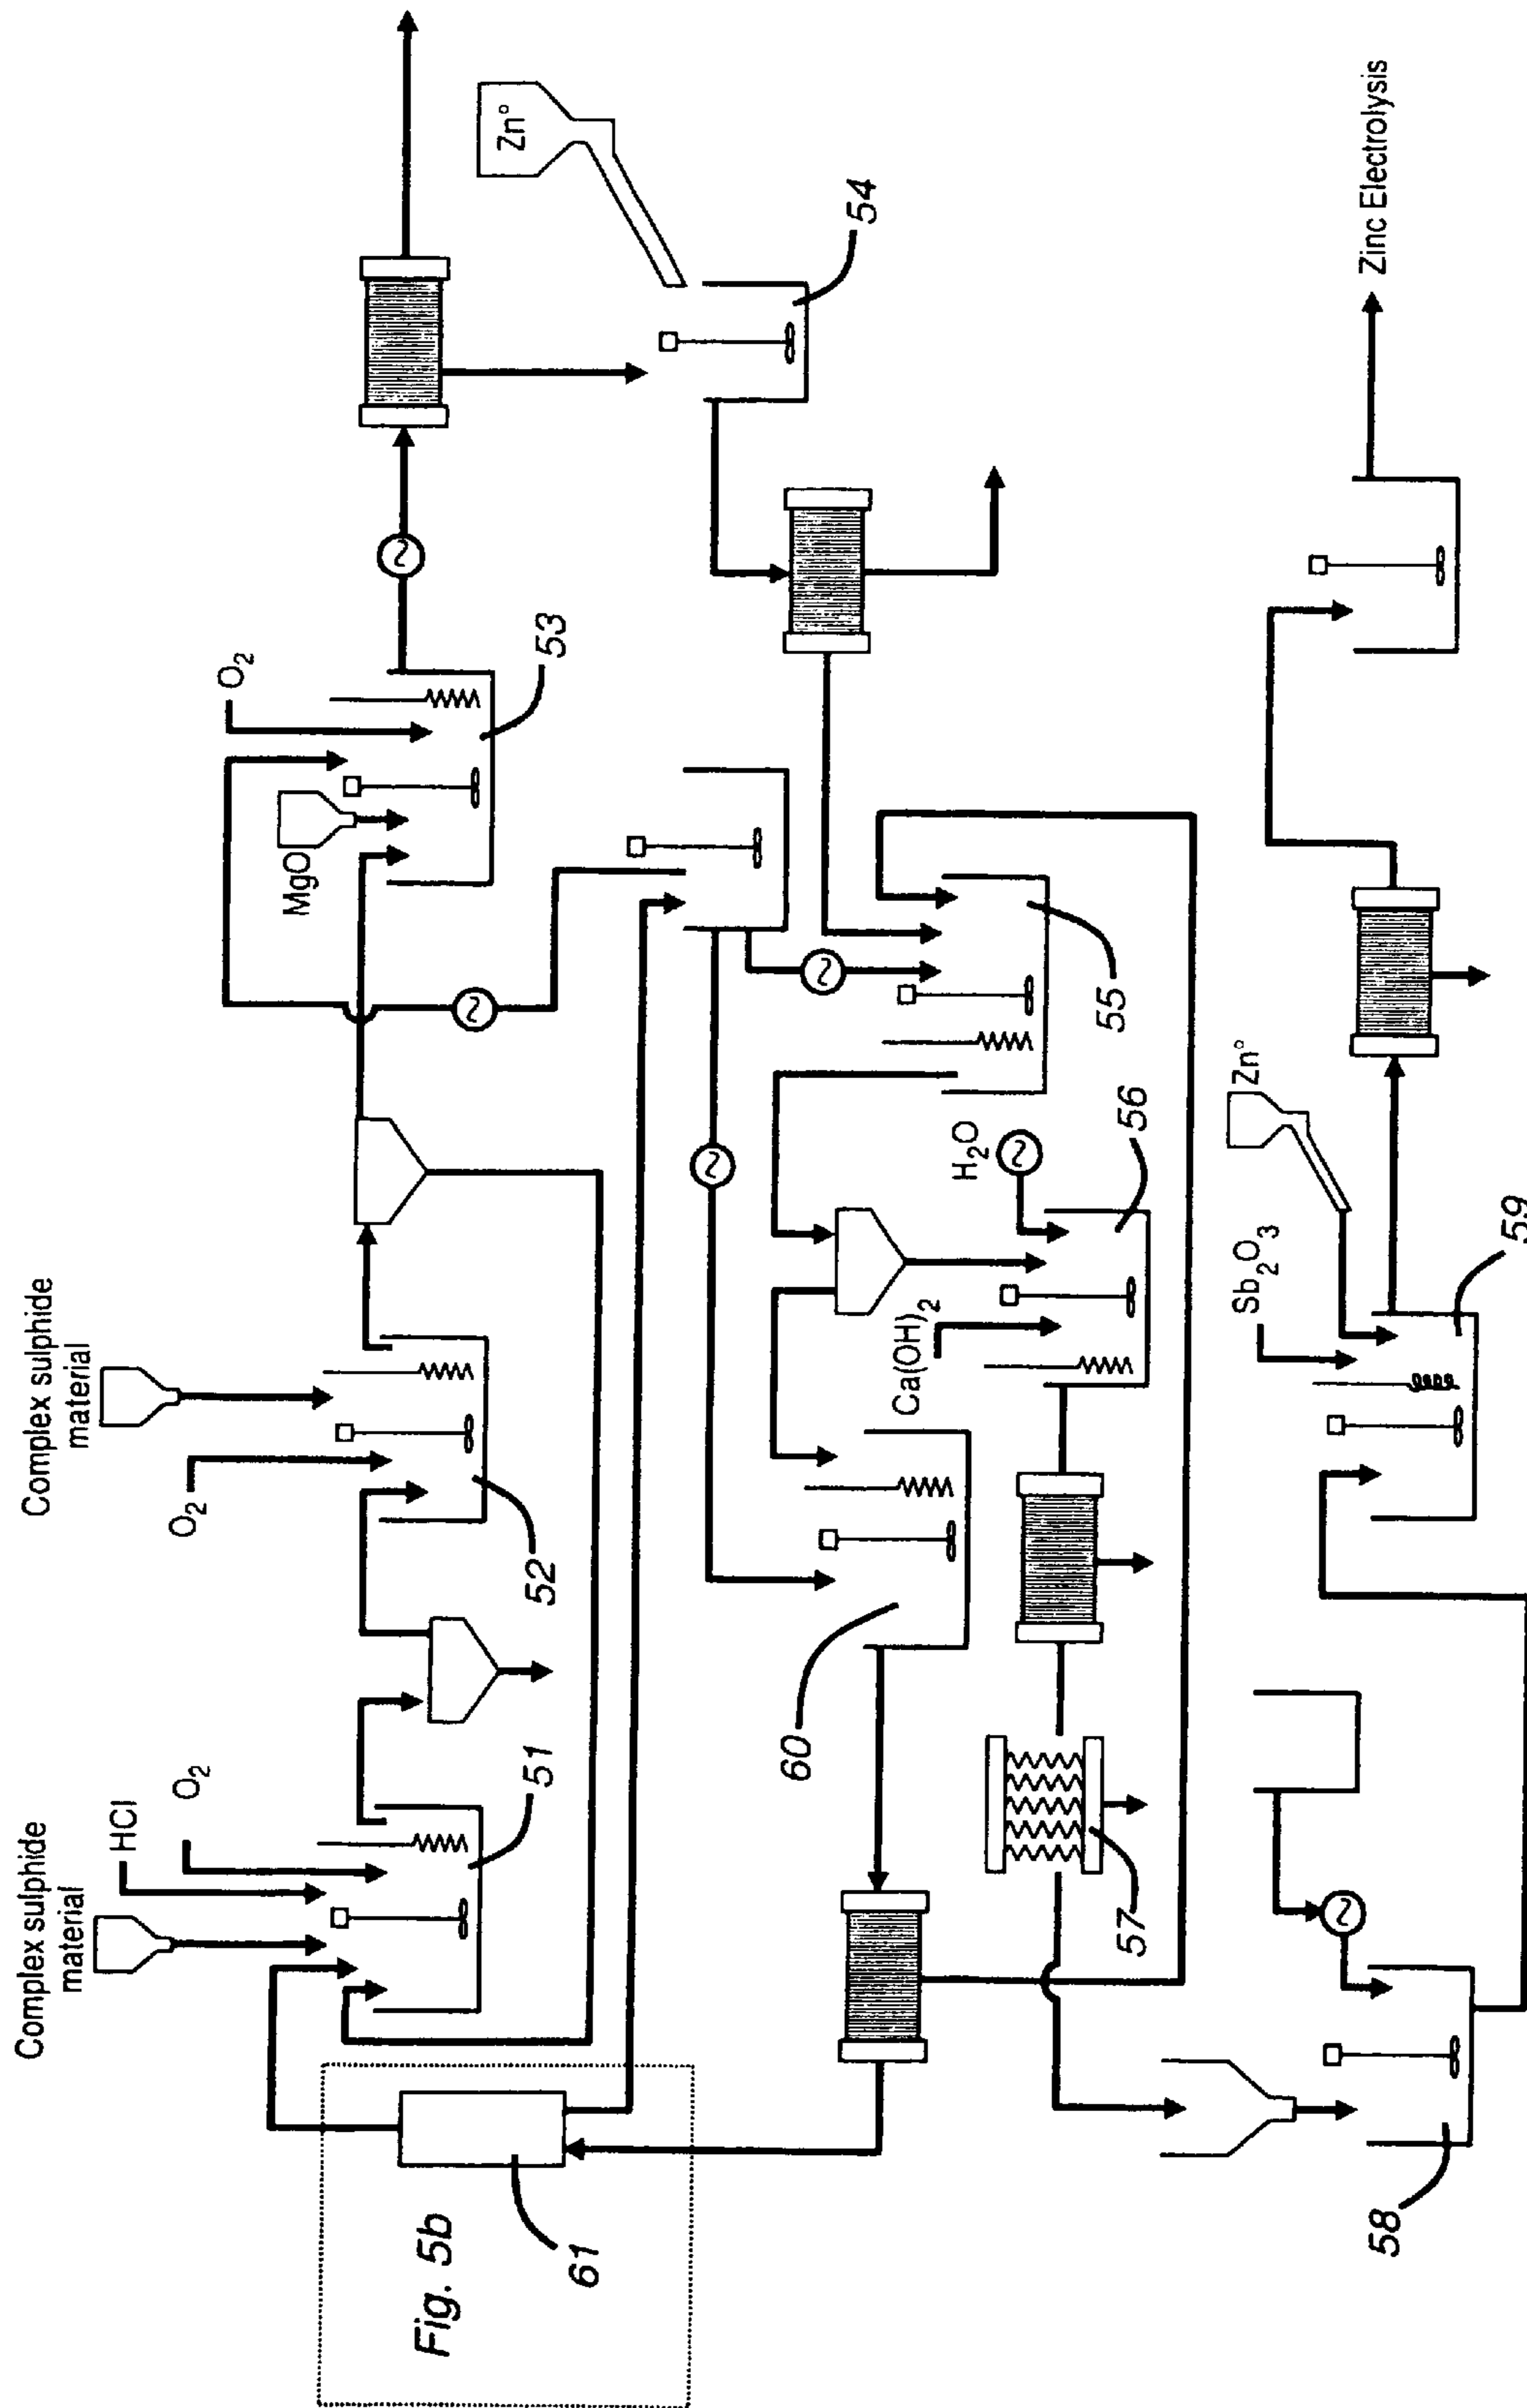 Complex sulphide
material
HCl
O2
51
Complex sulphide
material
O2
52
MgO
O2
53
Zn°
54
Fig. 5b
61
60
55
H2O
Ca(OH)2
56
57
58
Sb2O3
Zn°
59
Zinc Electrolysis